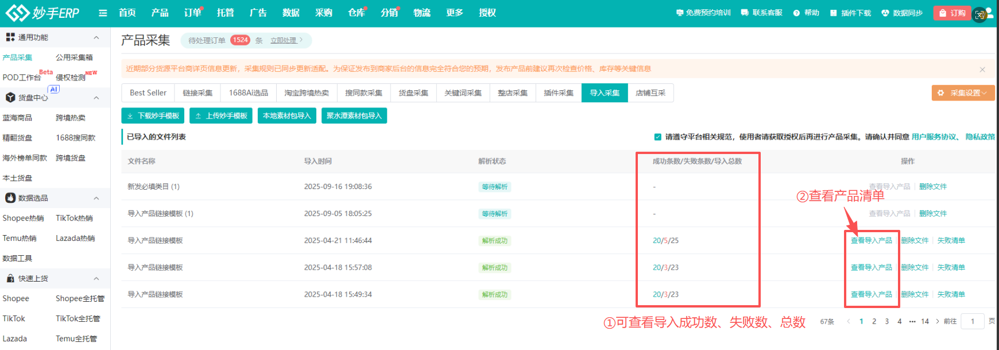 妙手ERP 首页 产品 订单 托管 广告 数据 采购 仓库 分销 物流 更多 授权 免费预约培训 联系客服 帮助 插件下载 数据同步 订购
通用功能
产品采集 公用采集箱
POD工作台 Beta 侵权检测 NEW
货盘中心 AI
蓝海商品 跨境热卖
精翻货盘 1688搜同款
海外榜单同款 跨境货盘
本土货盘
数据选品
Shopee热销 TikTok热销
Temu热销 Lazada热销
数据工具
快速上货
Shopee Shopee全托管
TikTok TikTok全托管
Lazada Temu全托管
产品采集 待处理订单 1524 条 立即处理
近期部分货源平台商详页信息更新，采集规则已同步更新适配。为保证发布到商家后台的信息完全符合您的预期，发布产品前建议再次检查价格、库存等关键信息
Best Seller 链接采集 1688Ai选品 淘宝跨境热卖 搜同款采集 货盘采集 关键词采集 整店采集 插件采集 导入采集 店铺互采 采集设置
下载妙手模板 上传妙手模板 本地素材包导入 聚水潭素材包导入
已导入的文件列表 请遵守平台相关规范，使用者请获取授权后再进行产品采集。请确认并同意 用户服务协议、 隐私政策
文件名称 导入时间 解析状态 成功条数/失败条数/导入总数 操作
新发必填类目 (1) 2025-09-16 19:08:36 等待解析 - 查看导入产品 删除文件
②查看产品清单
导入产品链接模板 (1) 2025-09-05 18:05:25 等待解析 - 查看导入产品 删除文件
导入产品链接模板 2025-04-21 11:46:44 解析成功 20/5/25 查看导入产品 删除文件 失败清单
导入产品链接模板 2025-04-18 15:57:08 解析成功 20/3/23 查看导入产品 删除文件 失败清单
导入产品链接模板 2025-04-18 15:49:34 解析成功 20/3/23 查看导入产品 删除文件 失败清单
①可查看导入成功数、失败数、总数 67条 1 2 3 4 ••• 14 前往 1 页